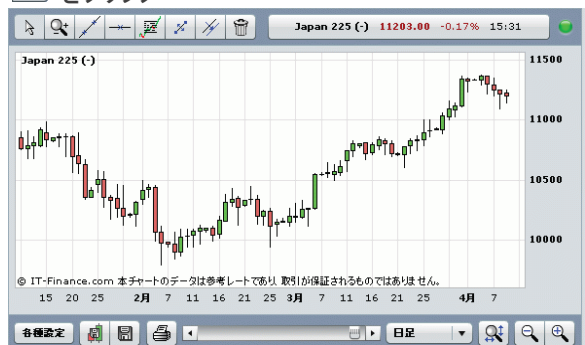 Japan 225 (-) 11203.00 -0.17% 15:31
Japan 225 (-)
11500
11000
10500
10000
© IT-Finance.com 本チャートのデータは参考レートであり、取引が保証されるものではありません。
15 20 25 2月 7 11 16 21 25 3月 7 11 16 21 25 4月 7
各種設定 日足